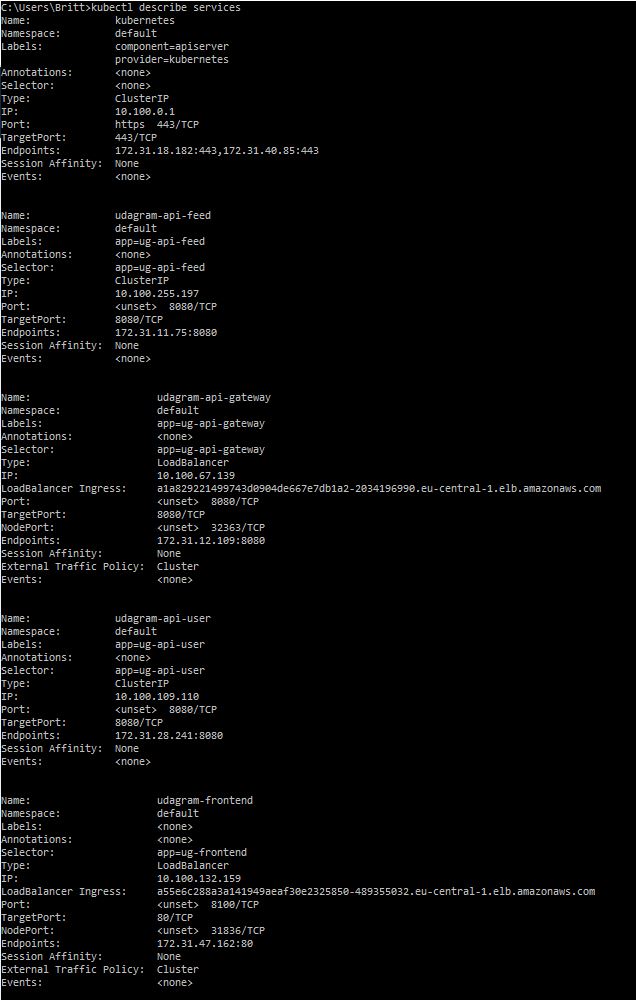 C:\Users\Britt>kubectl describe services
Name:              kubernetes
Namespace:         default
Labels:            component=apiserver
                   provider=kubernetes
Annotations:       <none>
Selector:          <none>
Type:              ClusterIP
IP:                10.100.0.1
Port:              https  443/TCP
TargetPort:        443/TCP
Endpoints:         172.31.18.182:443,172.31.40.85:443
Session Affinity:  None
Events:            <none>

Name:              udagram-api-feed
Namespace:         default
Labels:            app=ug-api-feed
Annotations:       <none>
Selector:          app=ug-api-feed
Type:              ClusterIP
IP:                10.100.255.197
Port:              <unset>  8080/TCP
TargetPort:        8080/TCP
Endpoints:         172.31.11.75:8080
Session Affinity:  None
Events:            <none>

Name:                     udagram-api-gateway
Namespace:                default
Labels:                   app=ug-api-gateway
Annotations:              <none>
Selector:                 app=ug-api-gateway
Type:                     LoadBalancer
IP:                       10.100.67.139
LoadBalancer Ingress:     a1a829221499743d0904de667e7db1a2-2034196990.eu-central-1.elb.amazonaws.com
Port:                     <unset>  8080/TCP
TargetPort:               8080/TCP
NodePort:                 <unset>  32363/TCP
Endpoints:                172.31.12.109:8080
Session Affinity:         None
External Traffic Policy:  Cluster
Events:                   <none>

Name:              udagram-api-user
Namespace:         default
Labels:            app=ug-api-user
Annotations:       <none>
Selector:          app=ug-api-user
Type:              ClusterIP
IP:                10.100.109.110
Port:              <unset>  8080/TCP
TargetPort:        8080/TCP
Endpoints:         172.31.28.241:8080
Session Affinity:  None
Events:            <none>

Name:                     udagram-frontend
Namespace:                default
Labels:                   <none>
Annotations:              <none>
Selector:                 app=ug-frontend
Type:                     LoadBalancer
IP:                       10.100.132.159
LoadBalancer Ingress:     a55e6c288a3a141949aeaf30e2325850-489355032.eu-central-1.elb.amazonaws.com
Port:                     <unset>  8100/TCP
TargetPort:               80/TCP
NodePort:                 <unset>  31836/TCP
Endpoints:                172.31.47.162:80
Session Affinity:         None
External Traffic Policy:  Cluster
Events:                   <none>